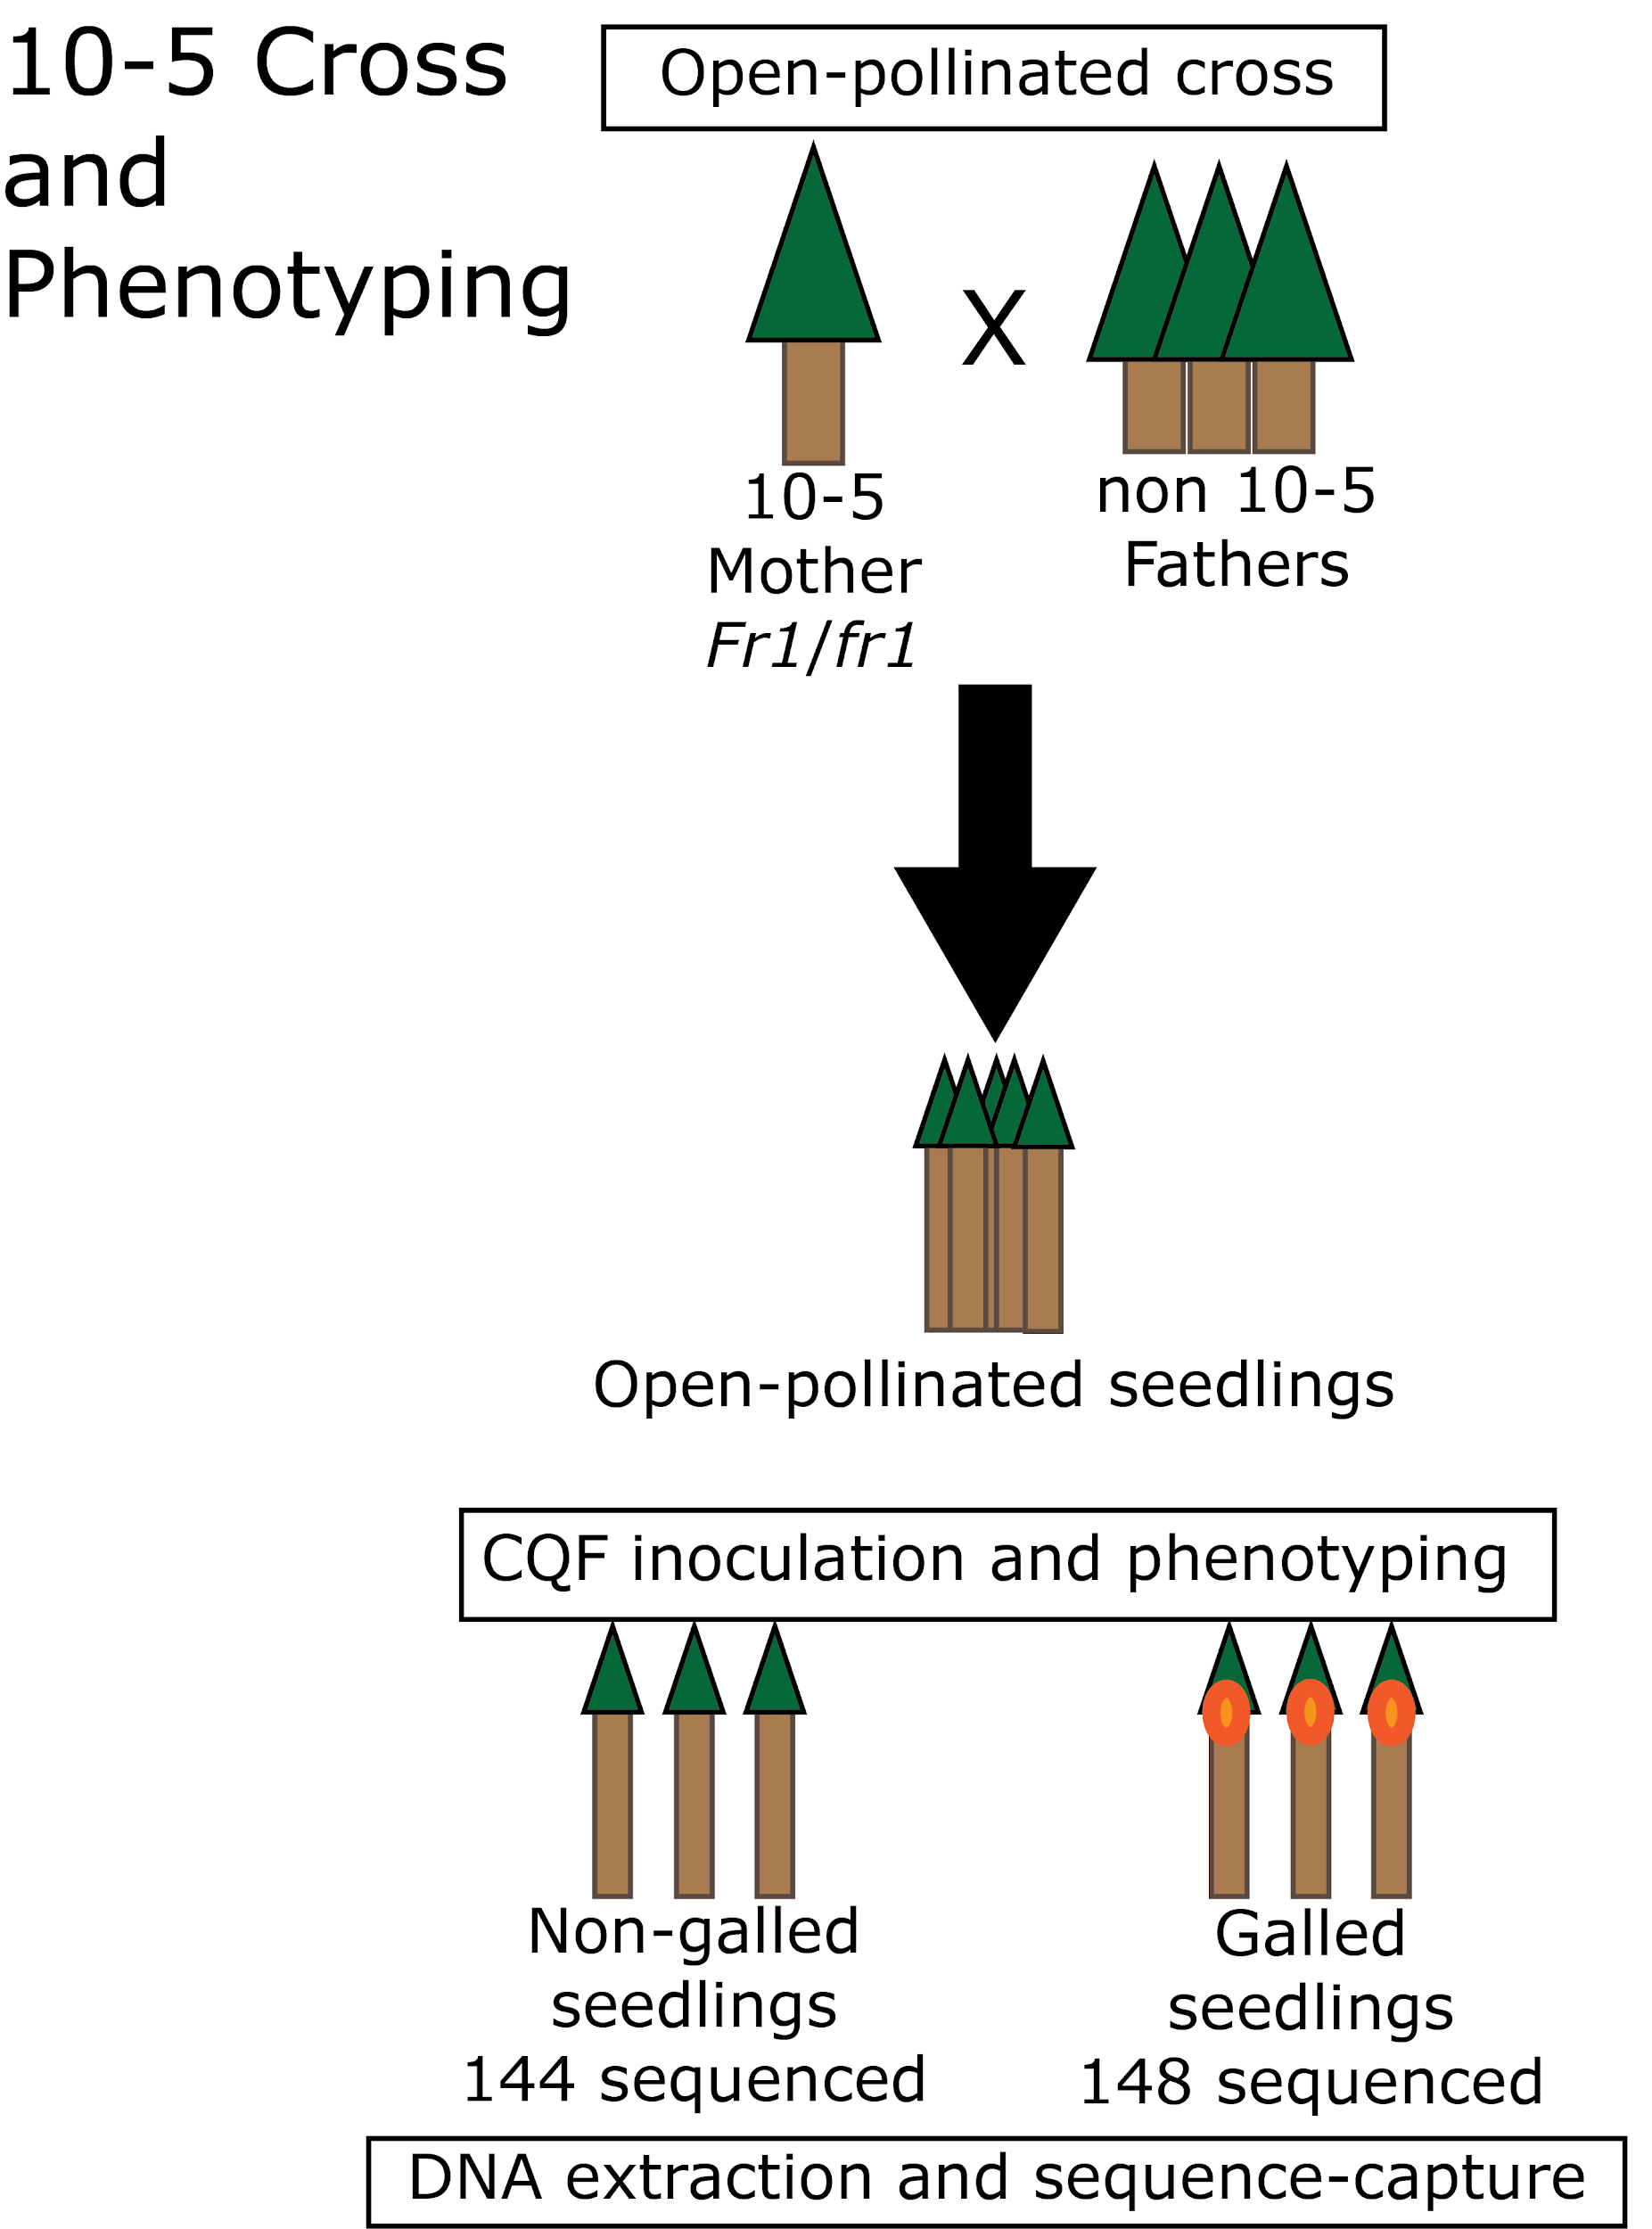 10-5 Cross
and
Phenotyping
Open-pollinated cross
X
10-5
Mother
Fr1/fr1
non 10-5
Fathers
Open-pollinated seedlings
CQF inoculation and phenotyping
Non-galled
seedlings
144 sequenced
Galled
seedlings
148 sequenced
DNA extraction and sequence-capture